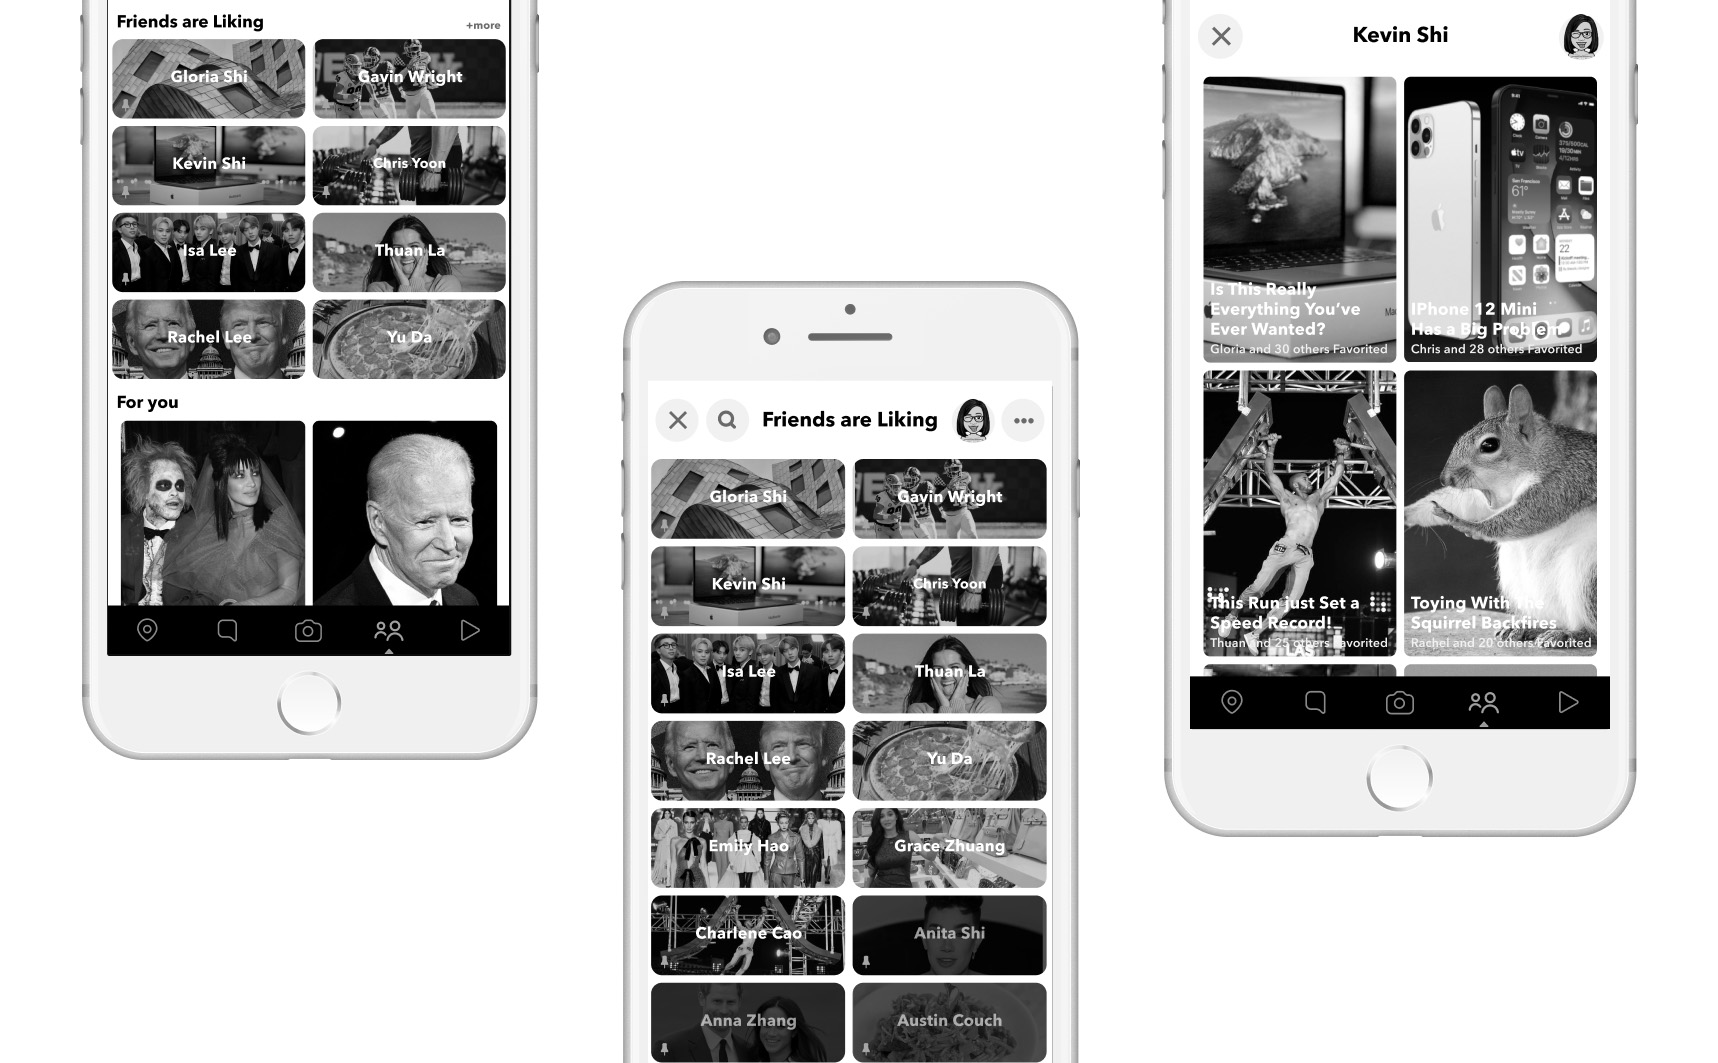 Friends are Liking
+more
Gloria Shi
Gavin Wright
Kevin Shi
Chris Yoon
Isa Lee
Thuan La
Rachel Lee
Yu Da
For you
Friends are Liking
Gloria Shi
Gavin Wright
Kevin Shi
Chris Yoon
Isa Lee
Thuan La
Rachel Lee
Yu Da
Emily Hao
Grace Zhuang
Charlene Cao
Anita Shi
Anna Zhang
Austin Couch
Kevin Shi
Is This Really
Everything You've
Ever Wanted?
Gloria and 30 others Favorited
IPhone 12 Mini
Has a Big Problem
Chris and 28 others Favorited
This Run just Set a
Speed Record!
Thuan and 25 others Favorited
Toying With The
Squirrel Backfires
Rachel and 20 others Favorited